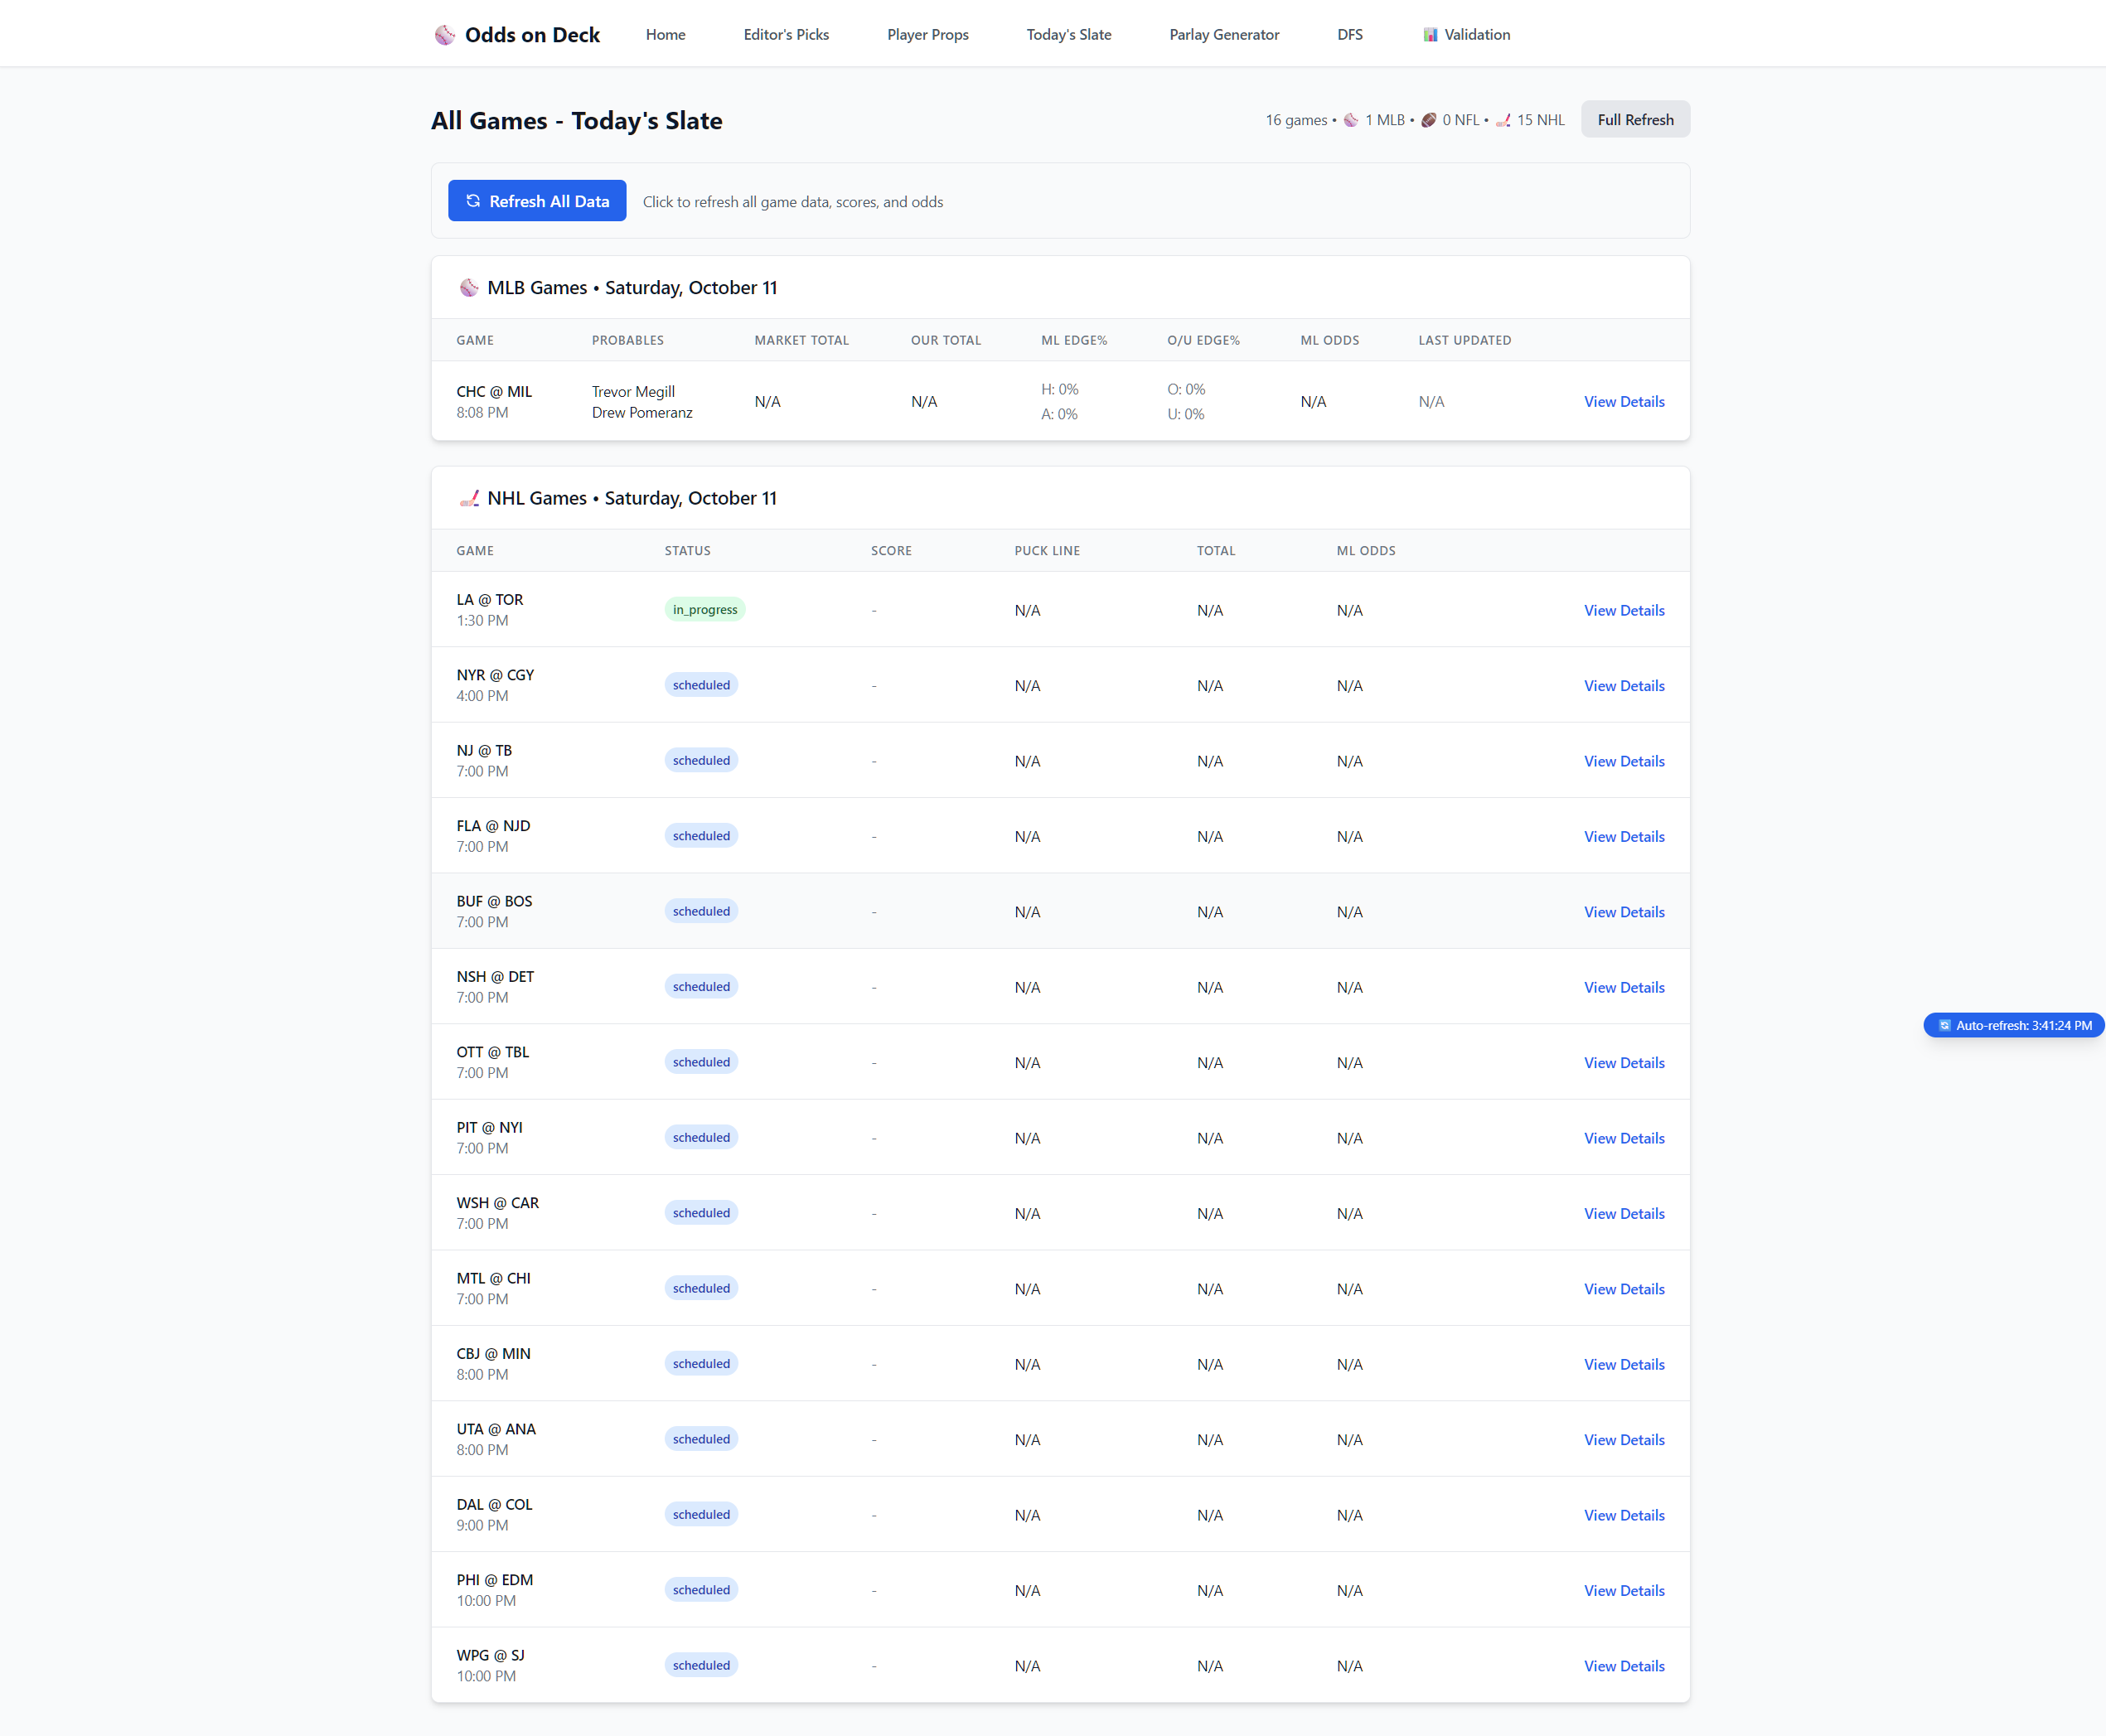 Odds on Deck Home Editor's Picks Player Props Today's Slate Parlay Generator DFS Validation
All Games - Today's Slate 16 games • 1 MLB • 0 NFL • 15 NHL Full Refresh
Refresh All Data Click to refresh all game data, scores, and odds
MLB Games • Saturday, October 11
GAME PROBABLES MARKET TOTAL OUR TOTAL ML EDGE% O/U EDGE% ML ODDS LAST UPDATED
CHC @ MIL Trevor Megill N/A N/A H: 0% O: 0% N/A N/A View Details
8:08 PM Drew Pomeranz A: 0% U: 0%
NHL Games • Saturday, October 11
GAME STATUS SCORE PUCK LINE TOTAL ML ODDS
LA @ TOR in_progress - N/A N/A N/A View Details
1:30 PM
NYR @ CGY scheduled - N/A N/A N/A View Details
4:00 PM
NJ @ TB scheduled - N/A N/A N/A View Details
7:00 PM
FLA @ NJD scheduled - N/A N/A N/A View Details
7:00 PM
BUF @ BOS scheduled - N/A N/A N/A View Details
7:00 PM
NSH @ DET scheduled - N/A N/A N/A View Details
7:00 PM
Auto-refresh: 3:41:24 PM
OTT @ TBL scheduled - N/A N/A N/A View Details
7:00 PM
PIT @ NYI scheduled - N/A N/A N/A View Details
7:00 PM
WSH @ CAR scheduled - N/A N/A N/A View Details
7:00 PM
MTL @ CHI scheduled - N/A N/A N/A View Details
7:00 PM
CBJ @ MIN scheduled - N/A N/A N/A View Details
8:00 PM
UTA @ ANA scheduled - N/A N/A N/A View Details
8:00 PM
DAL @ COL scheduled - N/A N/A N/A View Details
9:00 PM
PHI @ EDM scheduled - N/A N/A N/A View Details
10:00 PM
WPG @ SJ scheduled - N/A N/A N/A View Details
10:00 PM